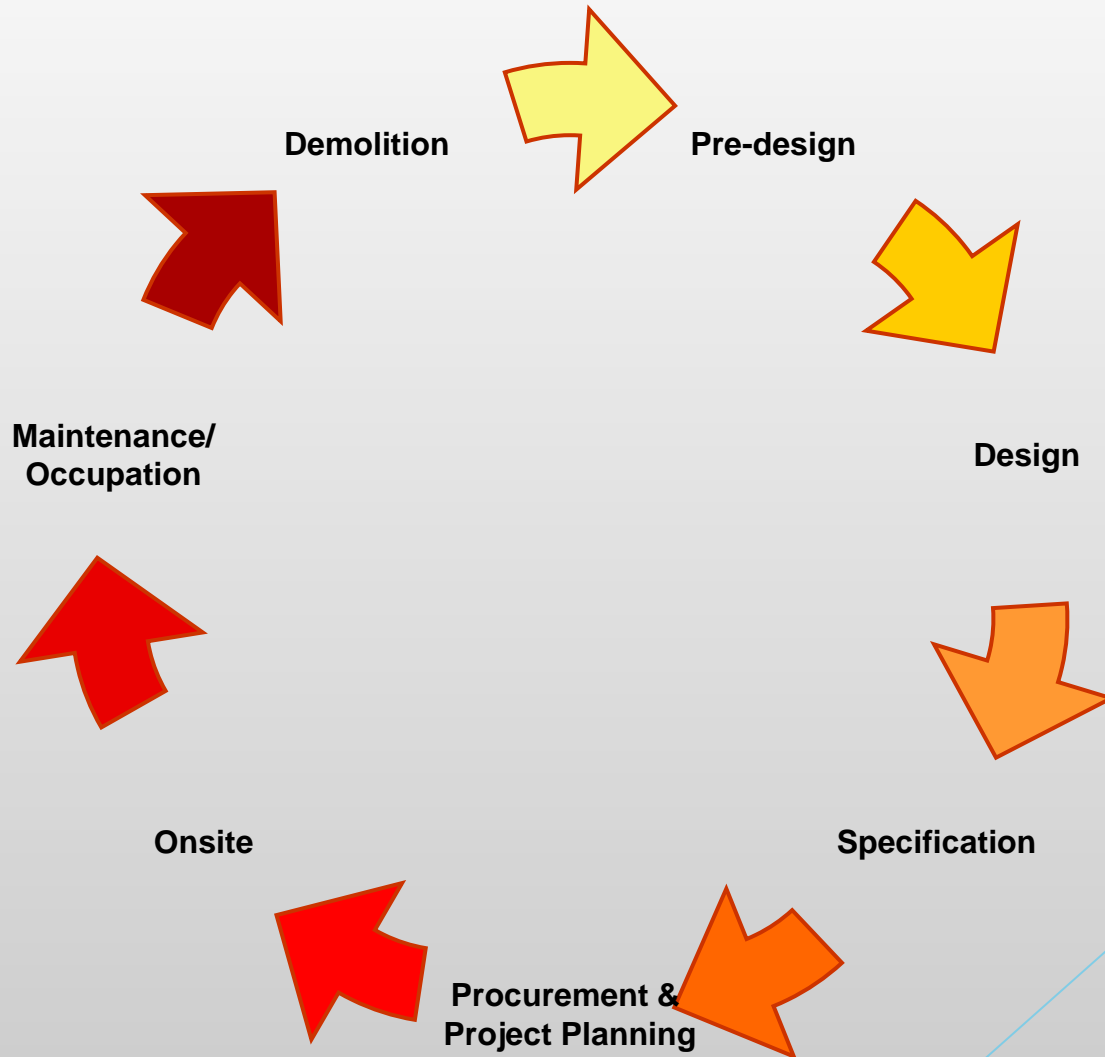 Demolition
Pre-design
Maintenance/
Occupation
Design
Onsite
Specification
Procurement &
Project Planning